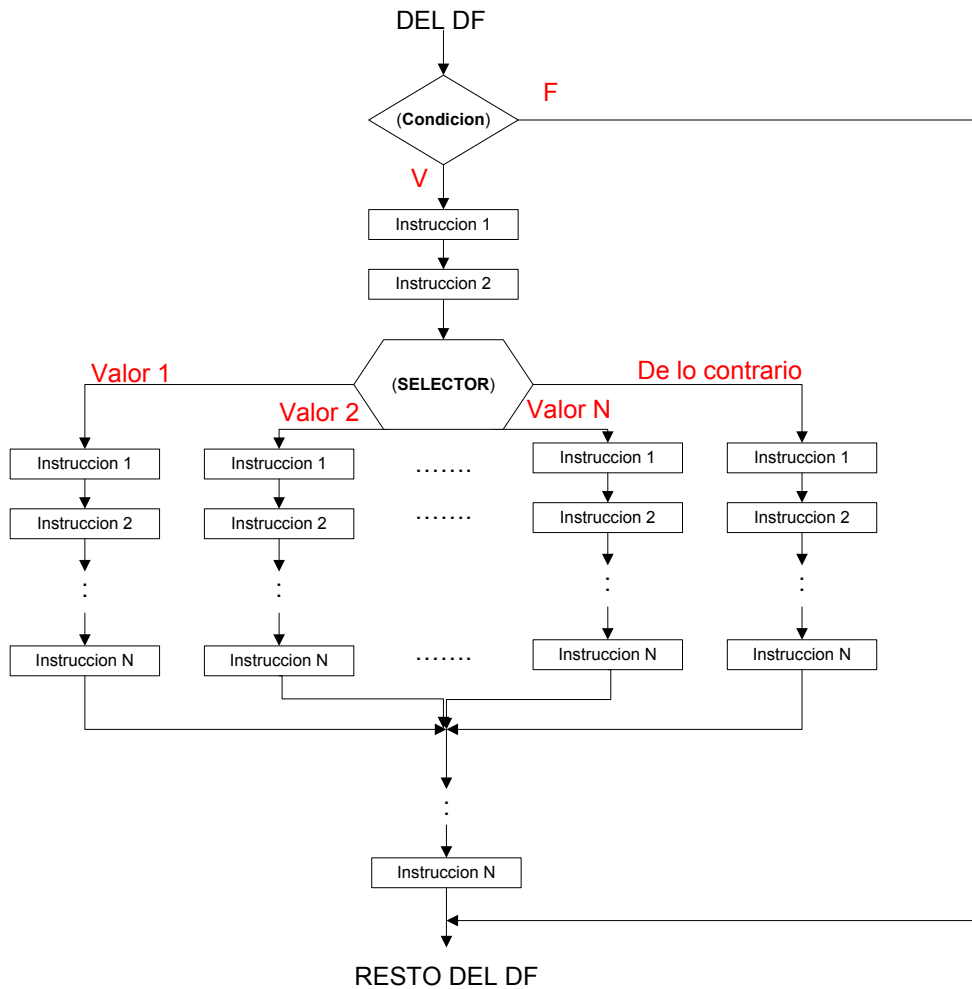 DEL DF
F
(Condicion)
V
Instruccion 1
Instruccion 2
Valor 1
(SELECTOR)
De lo contrario
Valor 2
Valor N
Instruccion 1
Instruccion 1
.......
Instruccion 1
Instruccion 1
Instruccion 2
Instruccion 2
.......
Instruccion 2
Instruccion 2
:
:
:
:
Instruccion N
Instruccion N
.......
Instruccion N
Instruccion N
:
Instruccion N
RESTO DEL DF